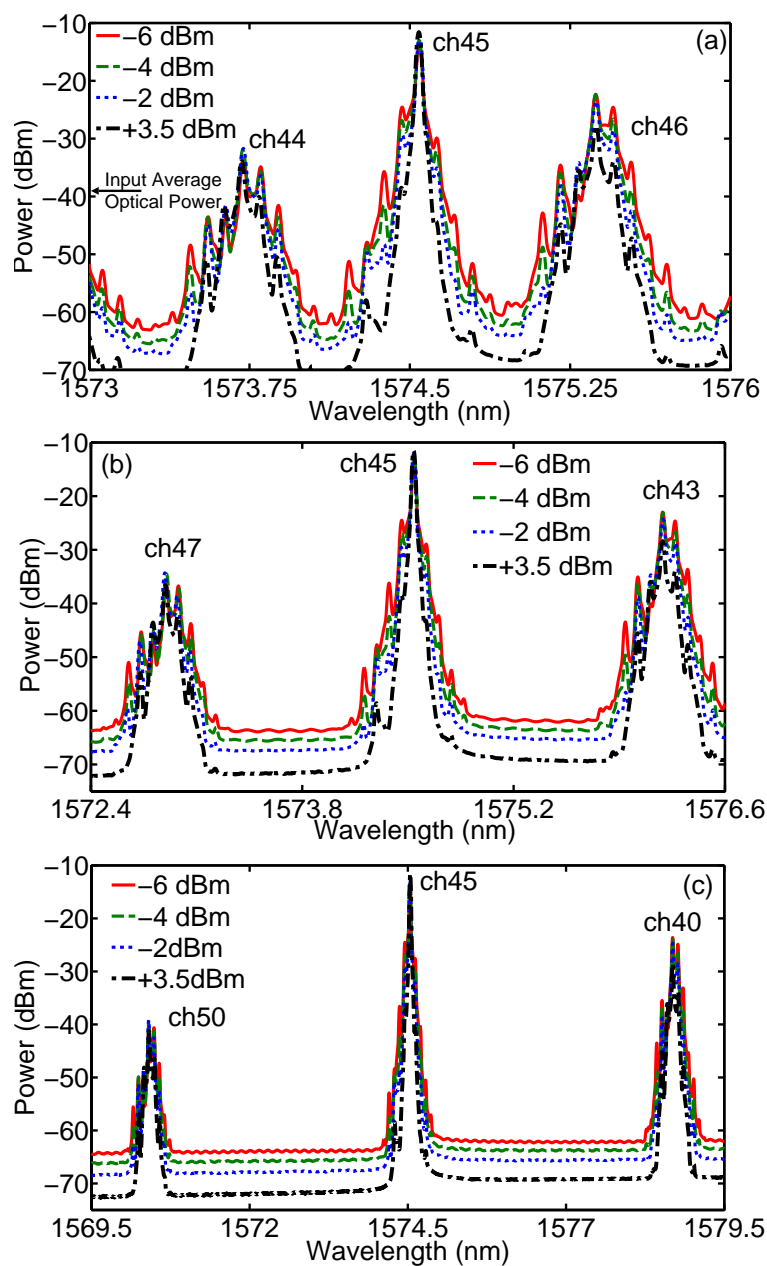 −10
−20
−30
−40
−50
−60
−70
Power (dBm)
−6 dBm
−4 dBm
−2 dBm
+3.5 dBm
ch44
ch45
ch46
(a)
Input Average
Optical Power
1573
1573.75
1574.5
1575.25
1576
Wavelength (nm)
−10
−20
−30
−40
−50
−60
−70
Power (dBm)
(b)
ch47
ch45
ch43
−6 dBm
−4 dBm
−2 dBm
+3.5 dBm
1572.4
1573.8
1575.2
1576.6
Wavelength (nm)
−10
−20
−30
−40
−50
−60
−70
Power (dBm)
−6 dBm
−4 dBm
−2dBm
+3.5dBm
ch50
ch45
ch40
(c)
1569.5
1572
1574.5
1577
1579.5
Wavelength (nm)